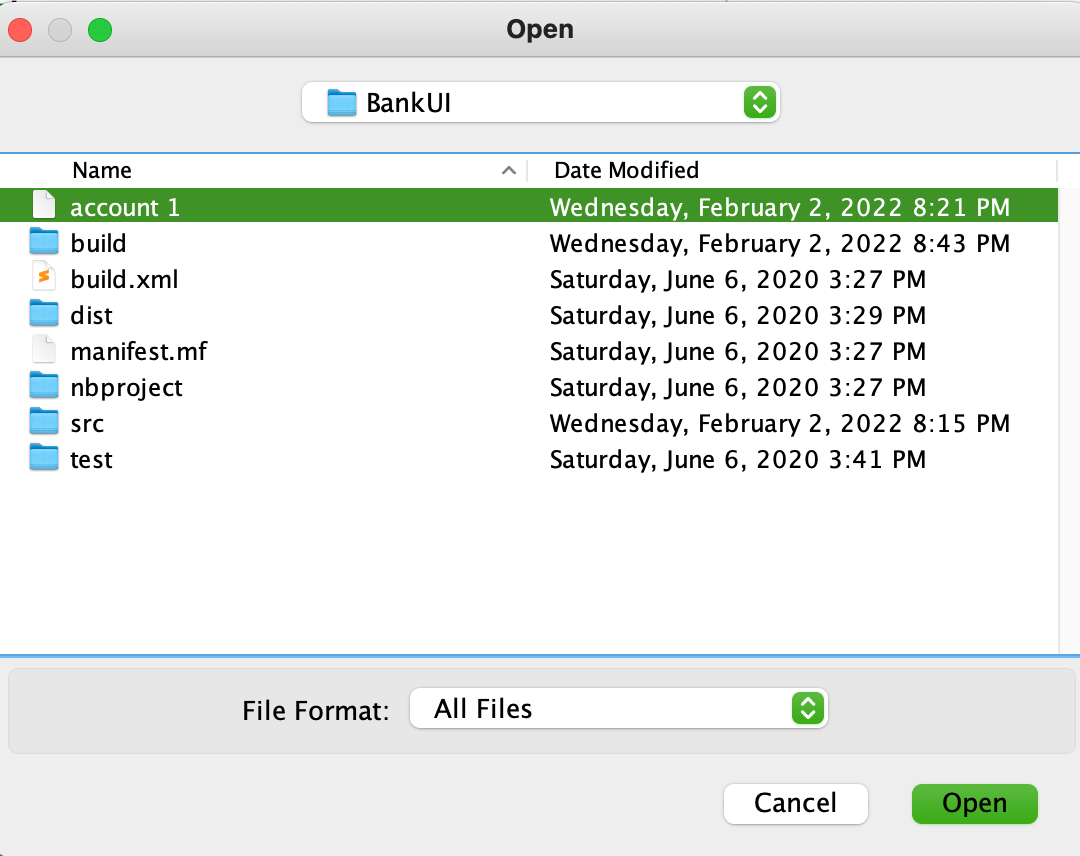 Open
BankUI
Name Date Modified
account 1 Wednesday, February 2, 2022 8:21 PM
build Wednesday, February 2, 2022 8:43 PM
build.xml Saturday, June 6, 2020 3:27 PM
dist Saturday, June 6, 2020 3:29 PM
manifest.mf Saturday, June 6, 2020 3:27 PM
nbproject Saturday, June 6, 2020 3:27 PM
src Wednesday, February 2, 2022 8:15 PM
test Saturday, June 6, 2020 3:41 PM
File Format: All Files
Cancel Open